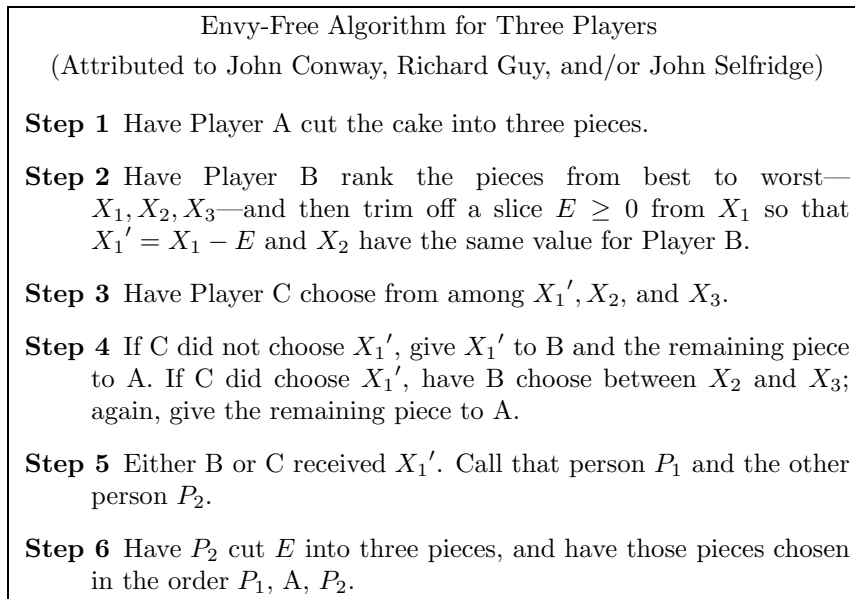 Envy-Free Algorithm for Three Players
(Attributed to John Conway, Richard Guy, and/or John Selfridge)
Step 1 Have Player A cut the cake into three pieces.
Step 2 Have Player B rank the pieces from best to worst—
X₁, X₂, X₃—and then trim off a slice E ≥ 0 from X₁ so that
X₁′ = X₁ − E and X₂ have the same value for Player B.
Step 3 Have Player C choose from among X₁′, X₂, and X₃.
Step 4 If C did not choose X₁′, give X₁′ to B and the remaining piece
to A. If C did choose X₁′, have B choose between X₂ and X₃;
again, give the remaining piece to A.
Step 5 Either B or C received X₁′. Call that person P₁ and the other
person P₂.
Step 6 Have P₂ cut E into three pieces, and have those pieces chosen
in the order P₁, A, P₂.